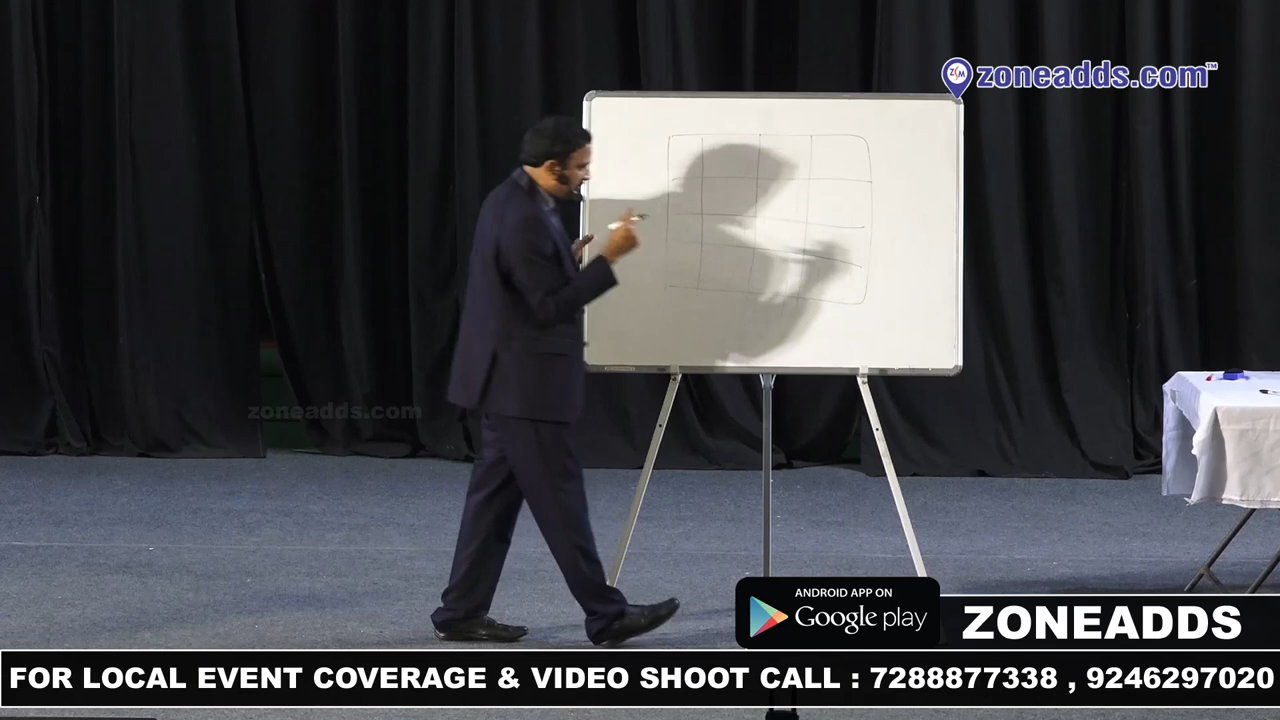 ZSM zoneadds.com™
zoneadds.com
ANDROID APP ON
Google play
ZONEADDS
FOR LOCAL EVENT COVERAGE & VIDEO SHOOT CALL : 7288877338 , 9246297020